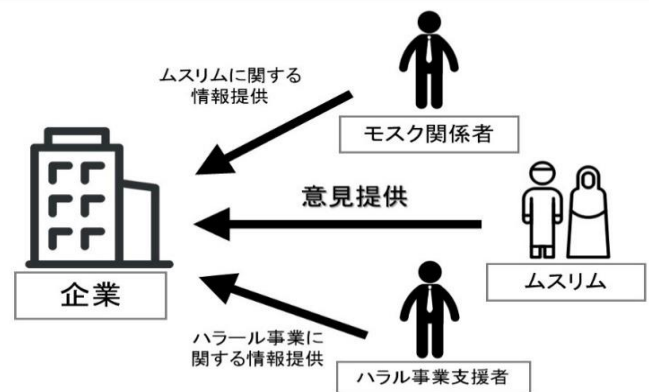 ムスリムに関する
情報提供
モスク関係者
意見提供
企業
ムスリム
ハラール事業に
関する情報提供
ハラル事業支援者